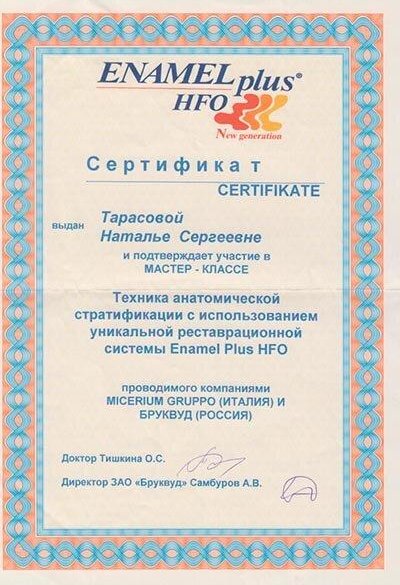 ENAMEL plus®
HFO
New generation
Сертификат
CERTIFIKATE
выдан
Тарасовой
Наталье Сергеевне
и подтверждает участие в
МАСТЕР - КЛАССЕ
Техника анатомической
стратификации с использованием
уникальной реставрационной
системы Enamel Plus HFO
проводимого компаниями
MICERIUM GRUPPO (ИТАЛИЯ) И
БРУКВУД (РОССИЯ)
Доктор Тишкина О.С.
Директор ЗАО «Бруквуд» Самбуров А.В.